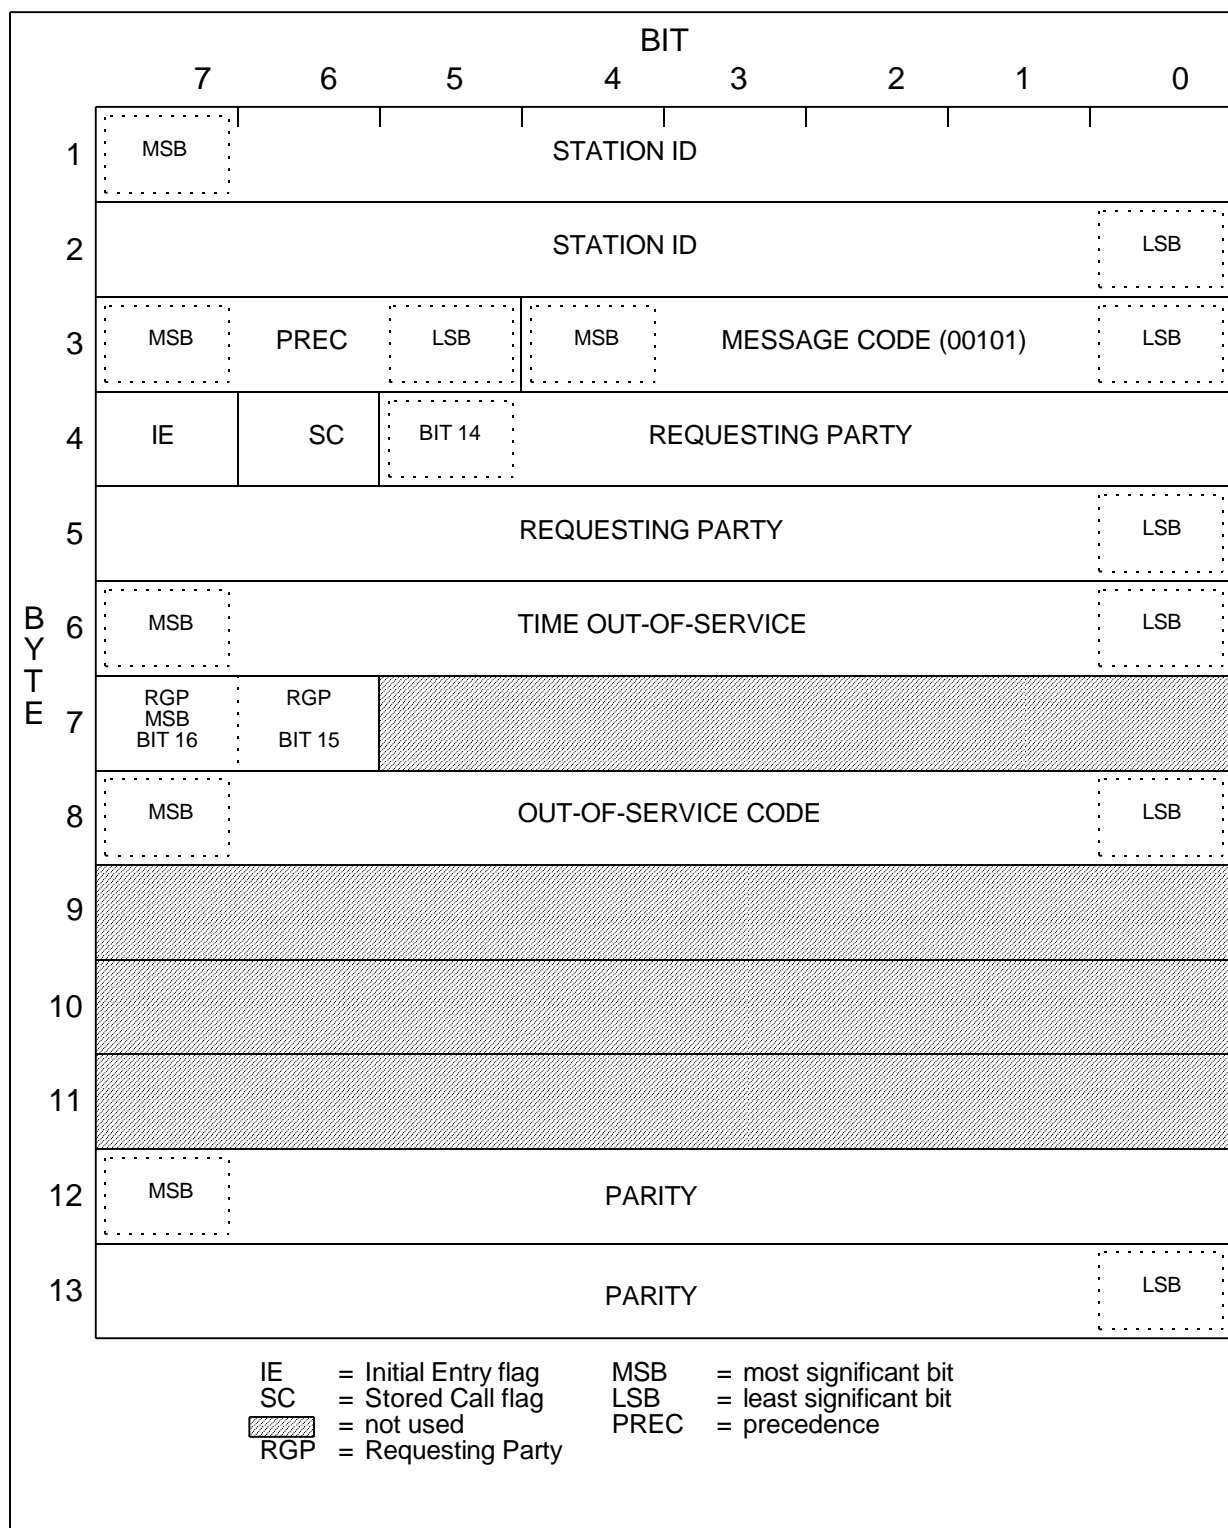 BIT
7 6 5 4 3 2 1 0
1 MSB STATION ID
2 STATION ID LSB
3 MSB PREC LSB MSB MESSAGE CODE (00101) LSB
4 IE SC BIT 14 REQUESTING PARTY
5 REQUESTING PARTY LSB
BYTE
6 MSB TIME OUT-OF-SERVICE LSB
7 RGP MSB BIT 16 RGP BIT 15
8 MSB OUT-OF-SERVICE CODE LSB
9
10
11
12 MSB PARITY
13 PARITY LSB
IE = Initial Entry flag MSB = most significant bit
SC = Stored Call flag LSB = least significant bit
= not used PREC = precedence
RGP = Requesting Party